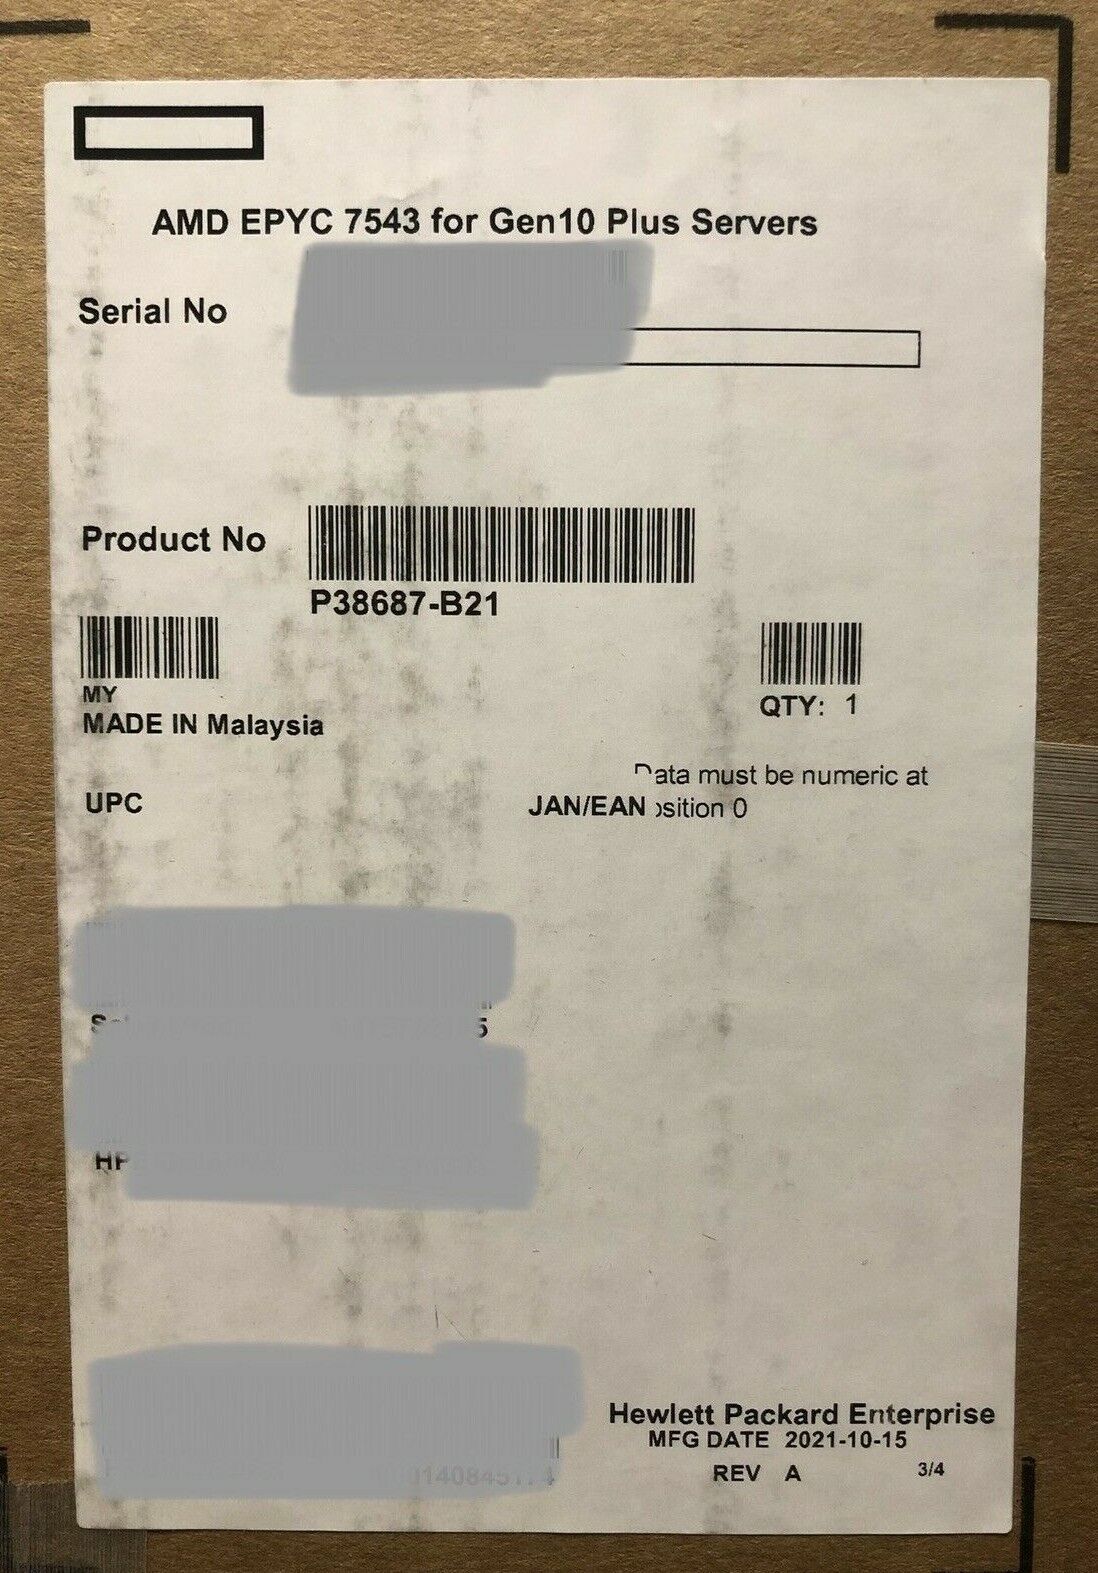 AMD EPYC 7543 for Gen10 Plus Servers
Serial No
Product No
P38687-B21
MY
QTY: 1
MADE IN Malaysia
Data must be numeric at
UPC
JAN/EAN osition 0
Hewlett Packard Enterprise
MFG DATE 2021-10-15
REV A 3/4